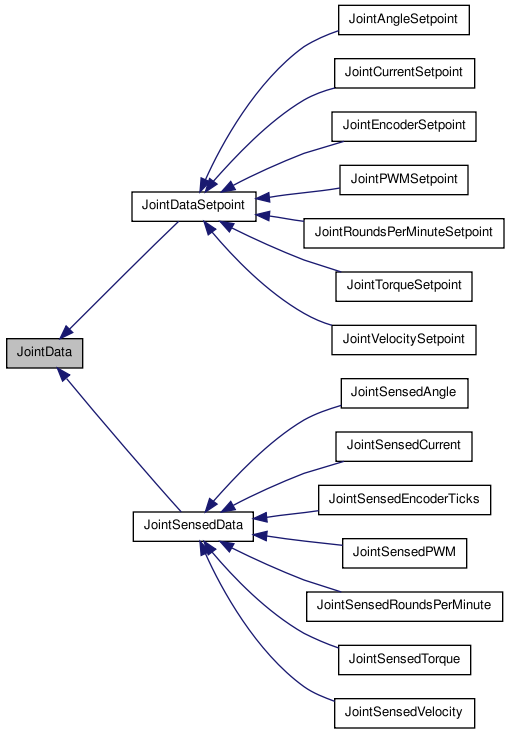 JointAngleSetpoint
JointCurrentSetpoint
JointEncoderSetpoint
JointPWMSetpoint
JointDataSetpoint
JointRoundsPerMinuteSetpoint
JointTorqueSetpoint
JointVelocitySetpoint
JointData
JointSensedAngle
JointSensedCurrent
JointSensedEncoderTicks
JointSensedData
JointSensedPWM
JointSensedRoundsPerMinute
JointSensedTorque
JointSensedVelocity